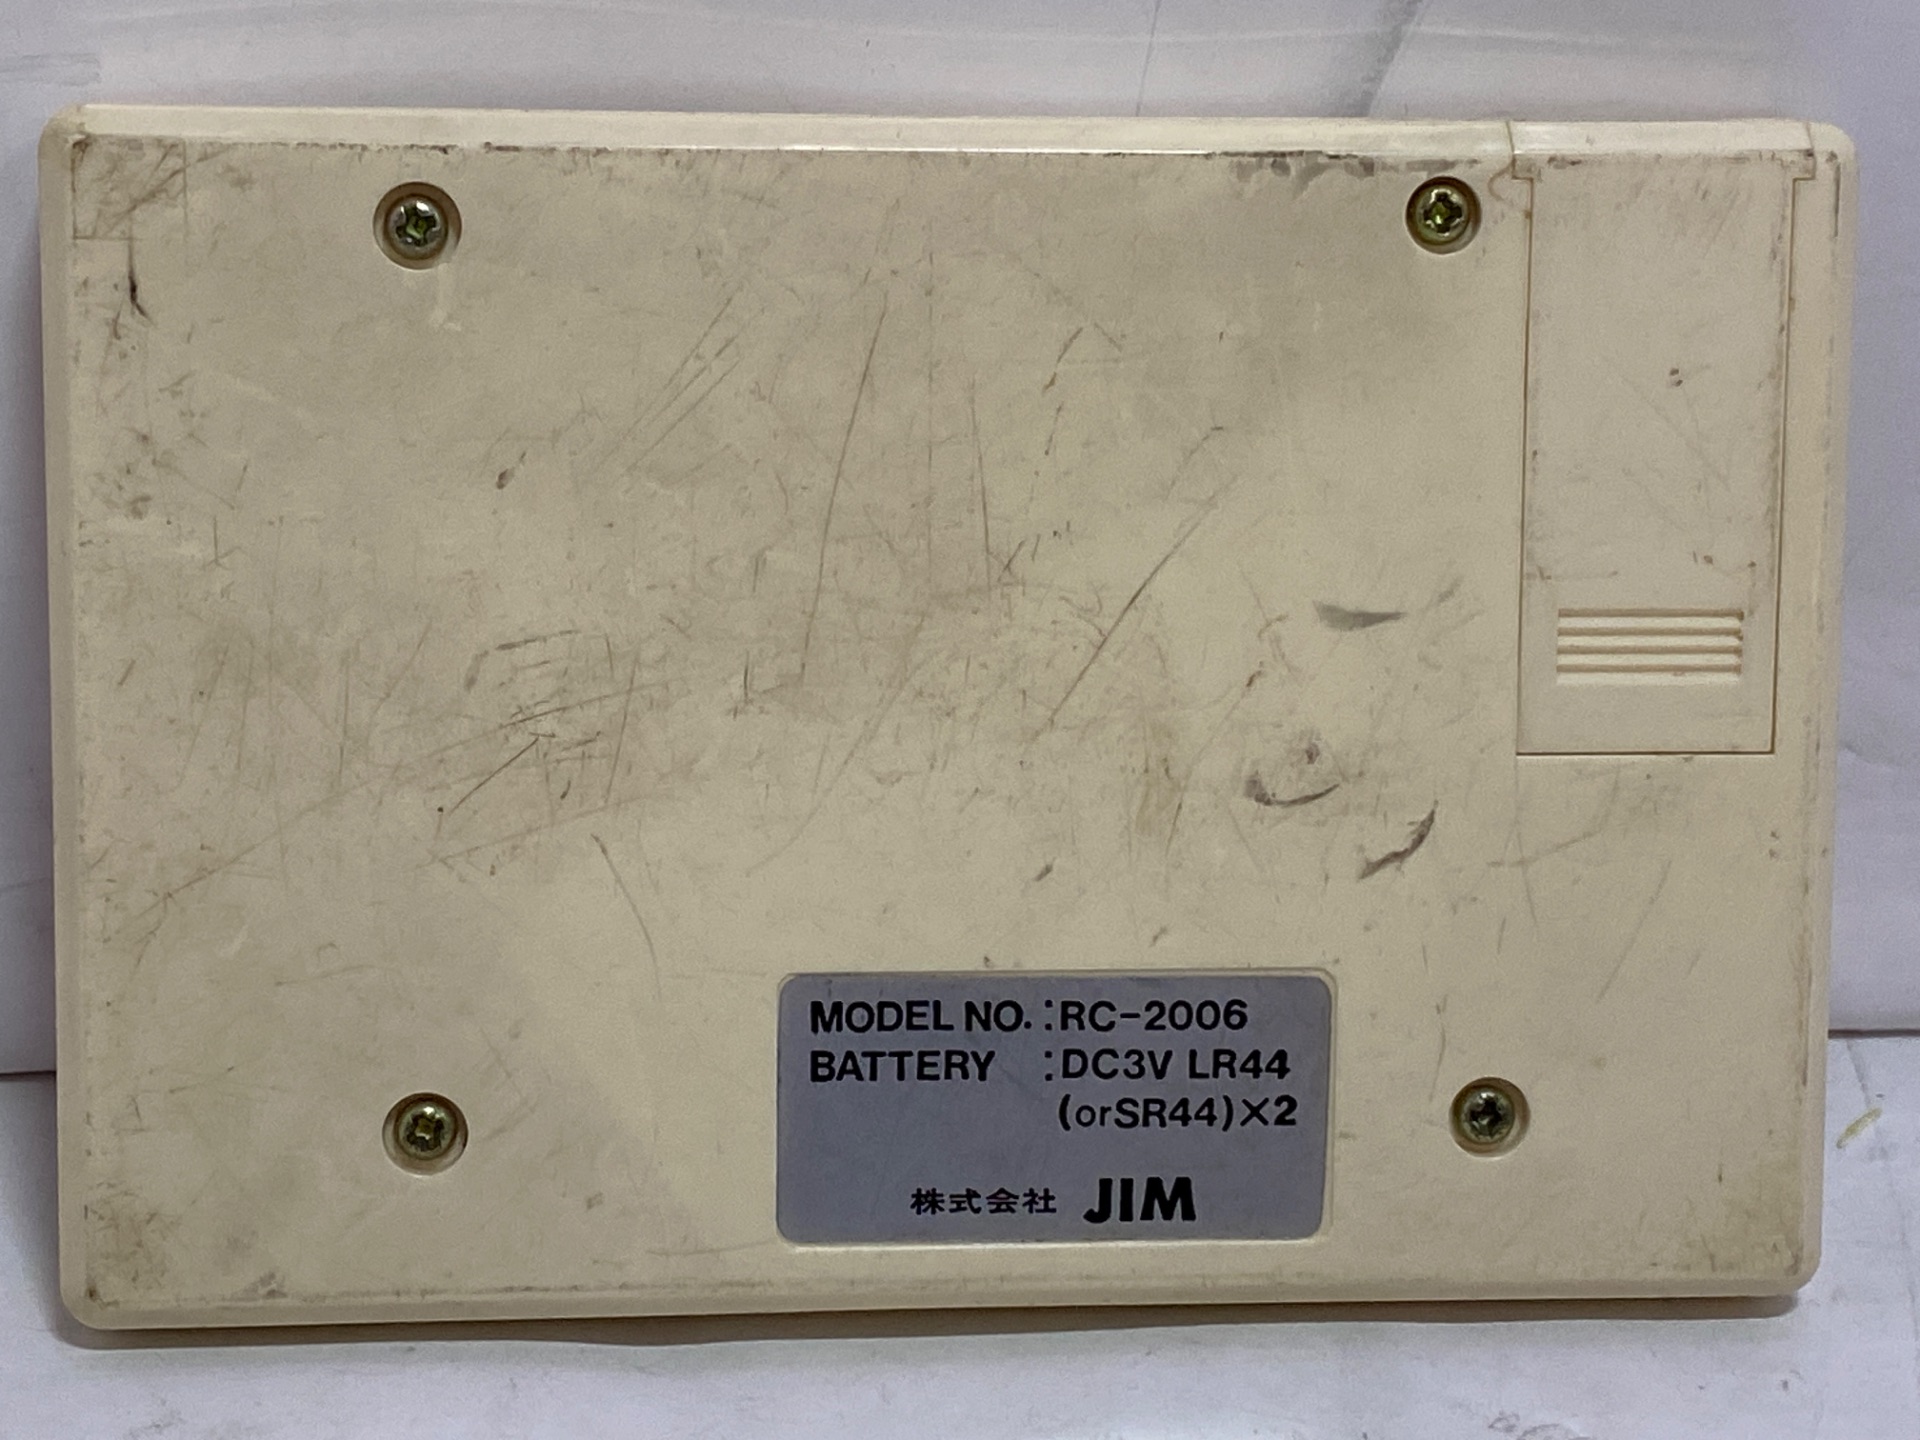 MODEL NO. :RC-2006
BATTERY :DC3V LR44
(orSR44)×2
株式会社 JIM